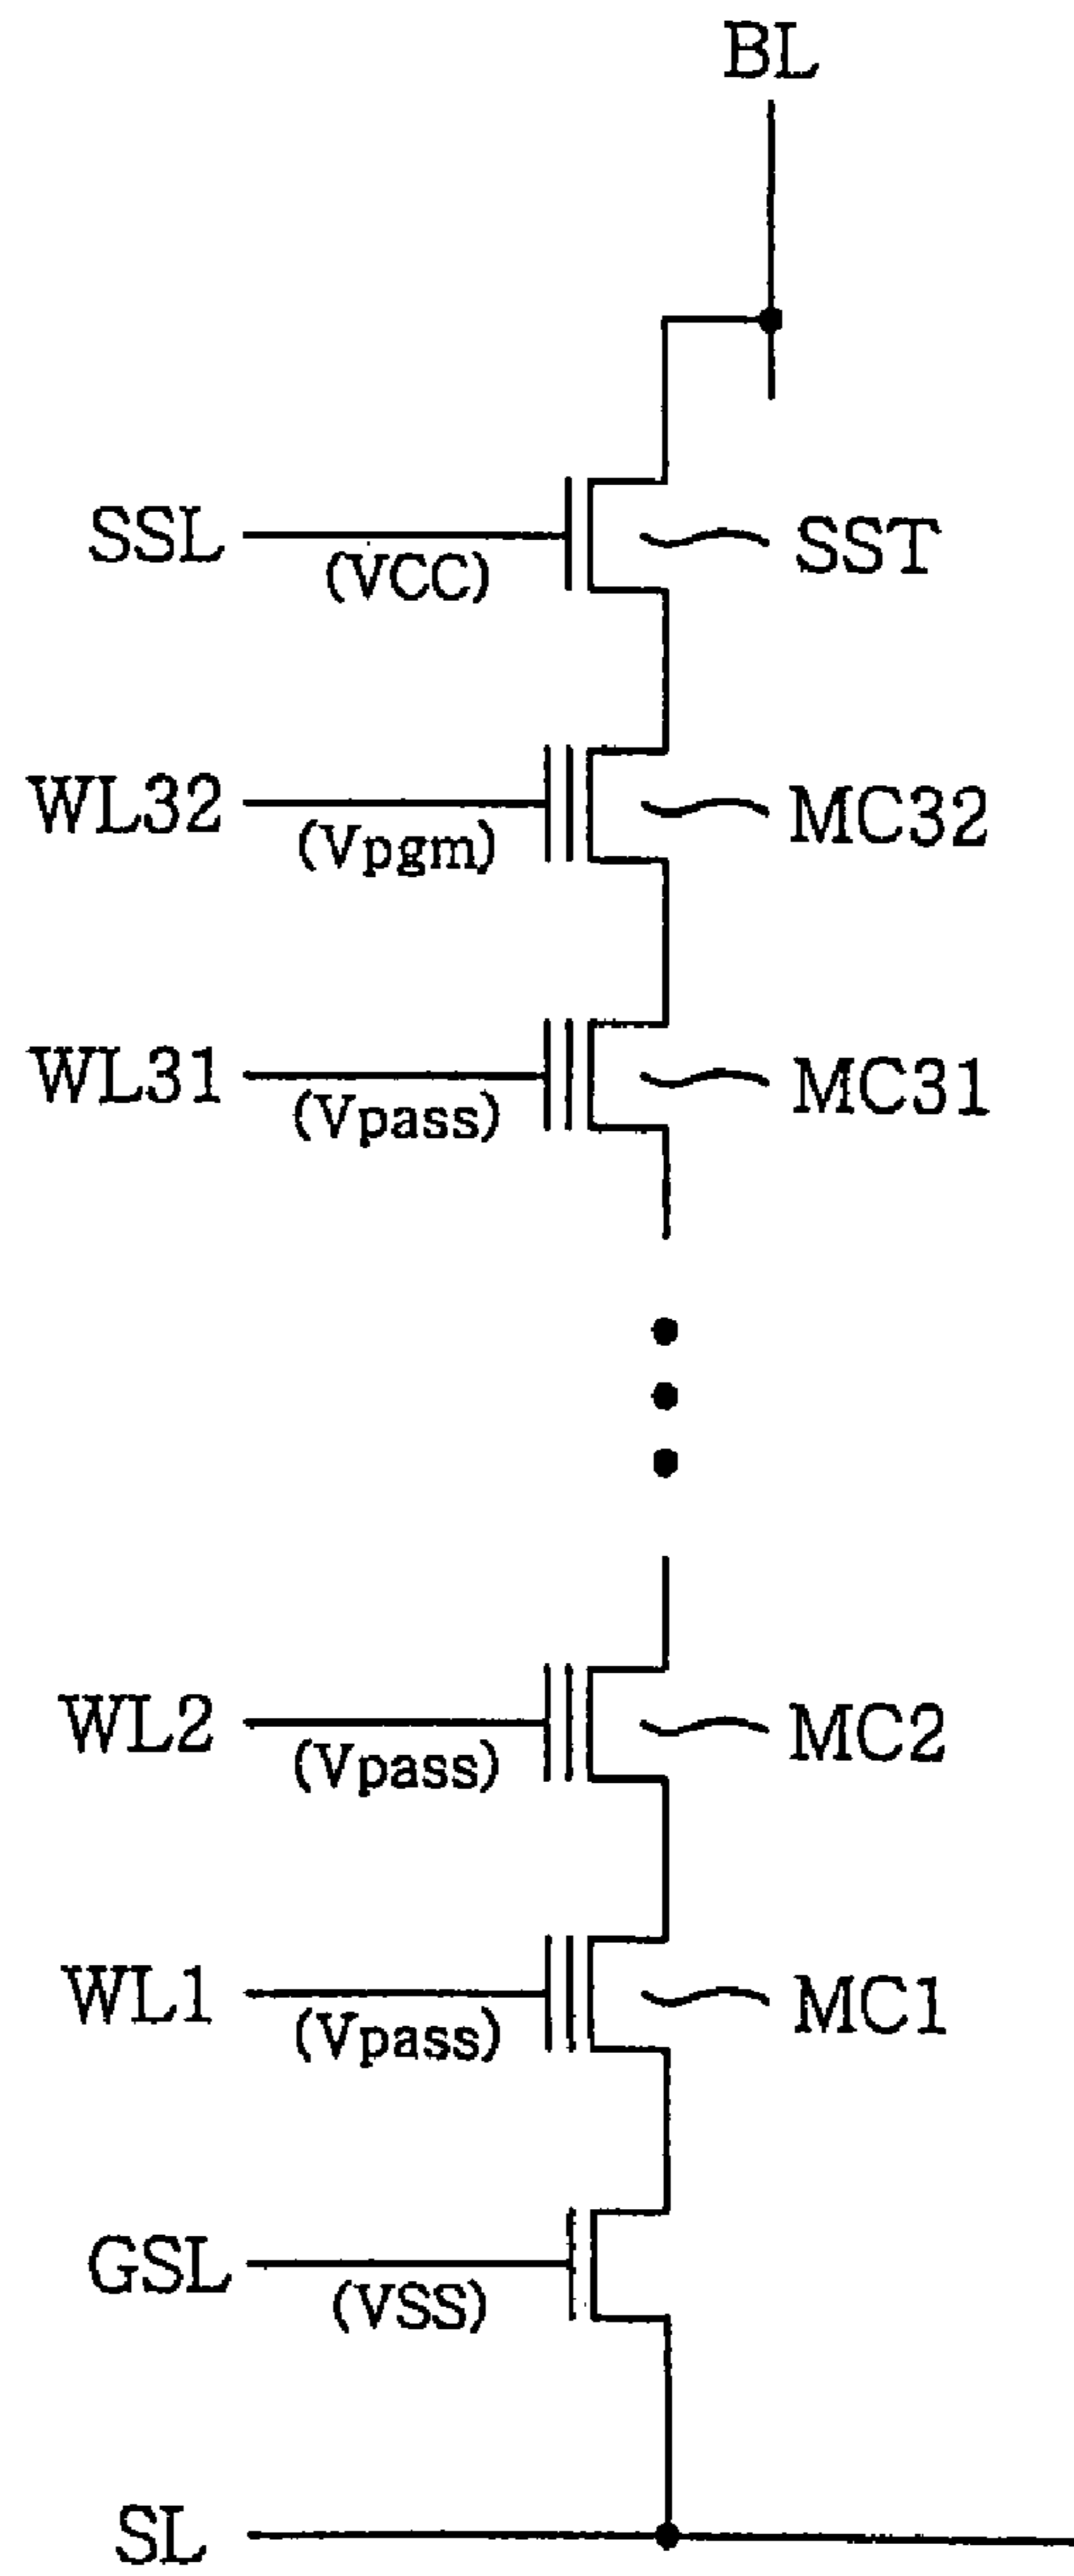 BL
SSL (VCC) SST
WL32 (Vpgm) MC32
WL31 (Vpass) MC31
WL2 (Vpass) MC2
WL1 (Vpass) MC1
GSL (VSS)
SL